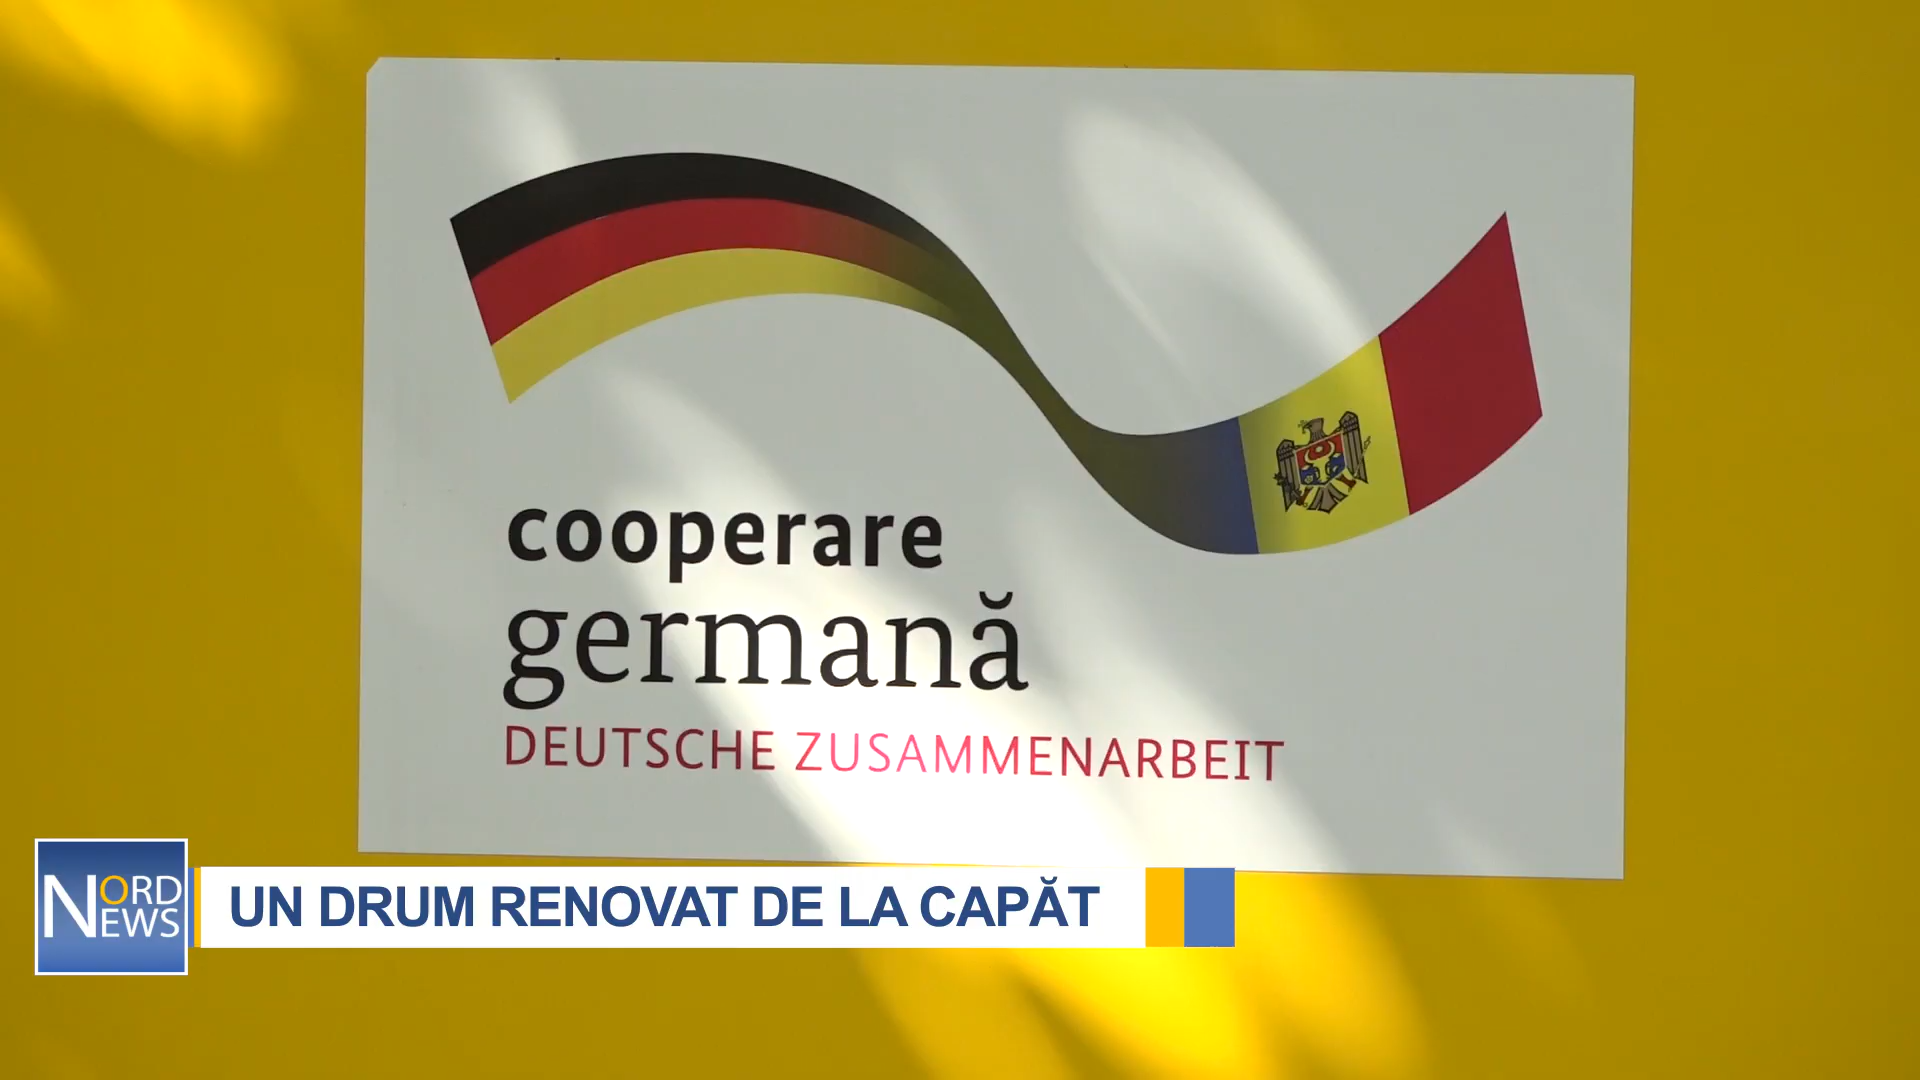 cooperare
germană
DEUTSCHE ZUSAMMENARBEIT
NORD
NEWS
UN DRUM RENOVAT DE LA CAPĂT